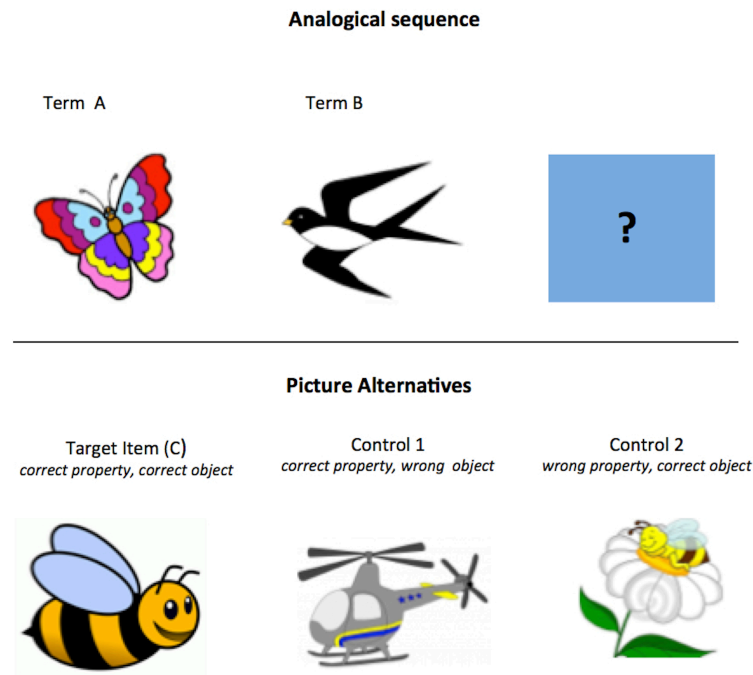 Analogical sequence
Term A
Term B
?
Picture Alternatives
Target Item (C)
correct property, correct object
Control 1
correct property, wrong object
Control 2
wrong property, correct object